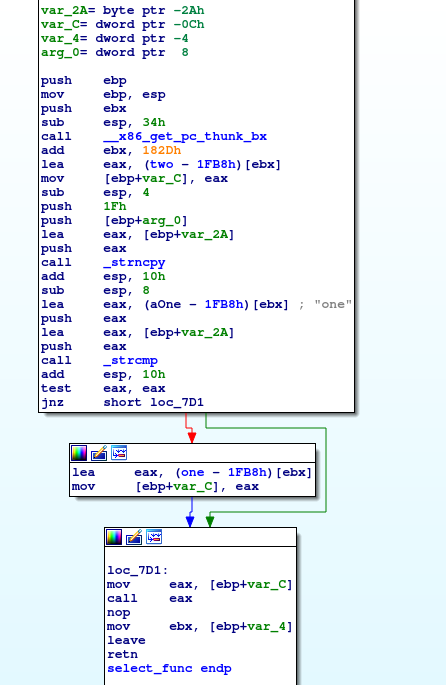 var_2A= byte ptr -2Ah
var_C= dword ptr -0Ch
var_4= dword ptr -4
arg_0= dword ptr  8
push    ebp
mov     ebp, esp
push    ebx
sub     esp, 34h
call    __x86_get_pc_thunk_bx
add     ebx, 182Dh
lea     eax, (two - 1FB8h)[ebx]
mov     [ebp+var_C], eax
sub     esp, 4
push    1Fh
push    [ebp+arg_0]
lea     eax, [ebp+var_2A]
push    eax
call    _strncpy
add     esp, 10h
sub     esp, 8
lea     eax, (aOne - 1FB8h)[ebx] ; "one"
push    eax
lea     eax, [ebp+var_2A]
push    eax
call    _strcmp
add     esp, 10h
test    eax, eax
jnz     short loc_7D1
lea     eax, (one - 1FB8h)[ebx]
mov     [ebp+var_C], eax
loc_7D1:
mov     eax, [ebp+var_C]
call    eax
nop
mov     ebx, [ebp+var_4]
leave
retn
select_func endp